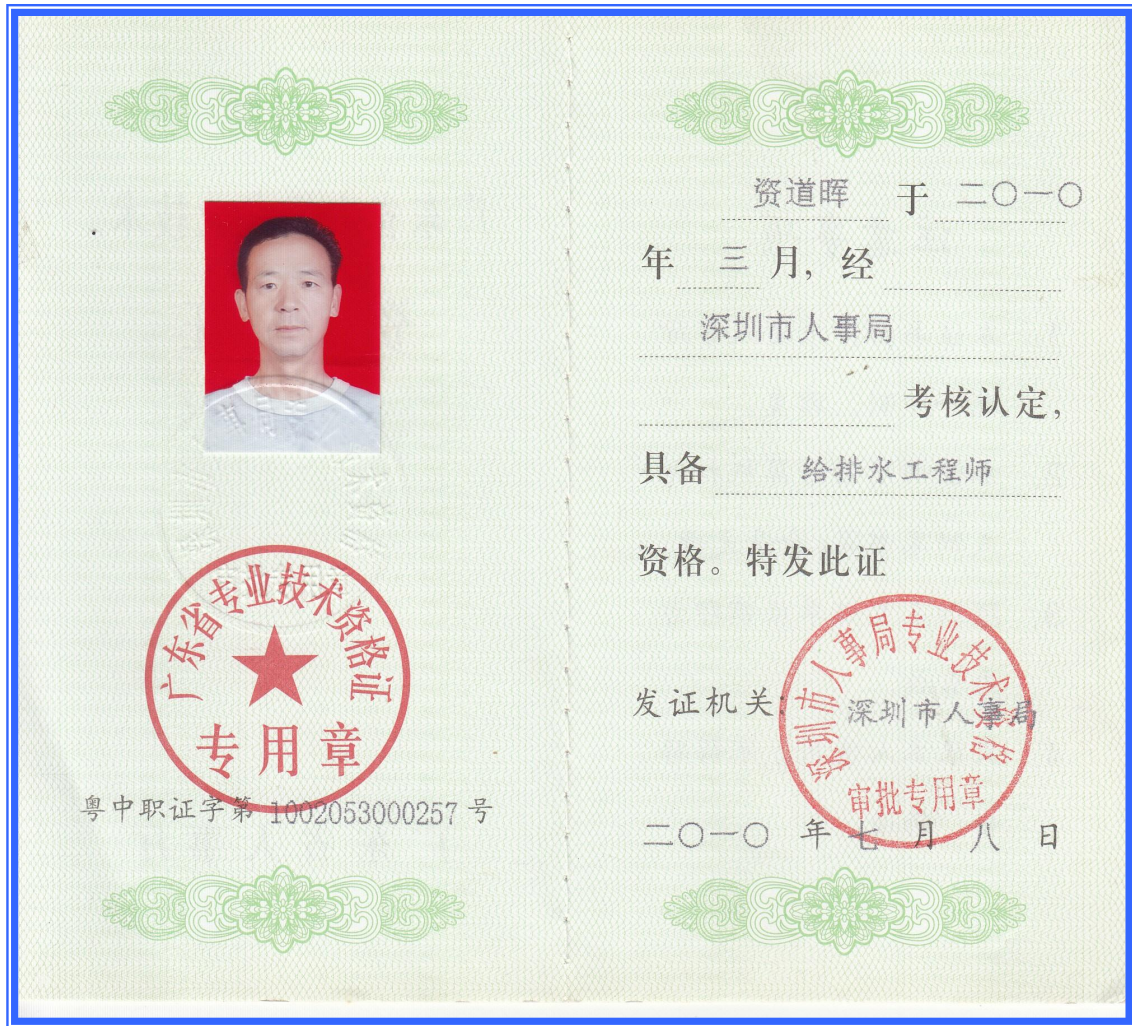 广东省专业技术资格证
专用章
粤中职证字第 1002053000257 号
资道晖 于 二〇一〇
年 三 月, 经
深圳市人事局
考核认定,
具备 给排水工程师
资格。特发此证
发证机关: 深圳市人事局
深圳市人事局专业技术资格
审批专用章
二〇一〇 年 七 月 八 日